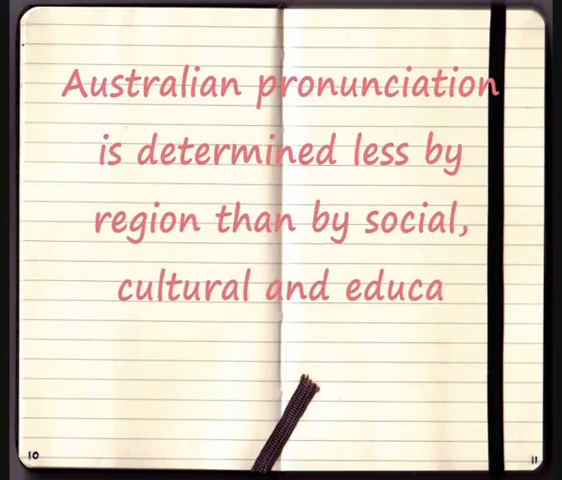 Australian pronunciation
is determined less by
region than by social,
cultural and educa
10 11